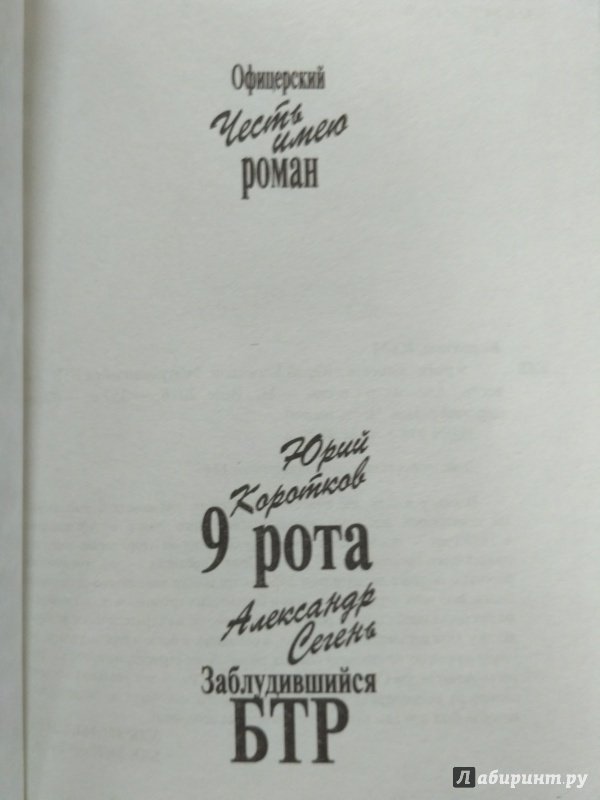 Офицерский
Честь
имею
роман
Юрий
Коротков
9 рота
Александр
Сегень
Заблудившийся
БТР
Лабиринт.ру